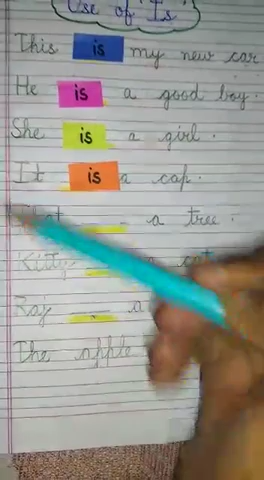 Use of "Is"
This is my new car
He is a good boy.
She is a girl.
It is a cap.
a tree.
Kitty a cat
Raj a
The apple